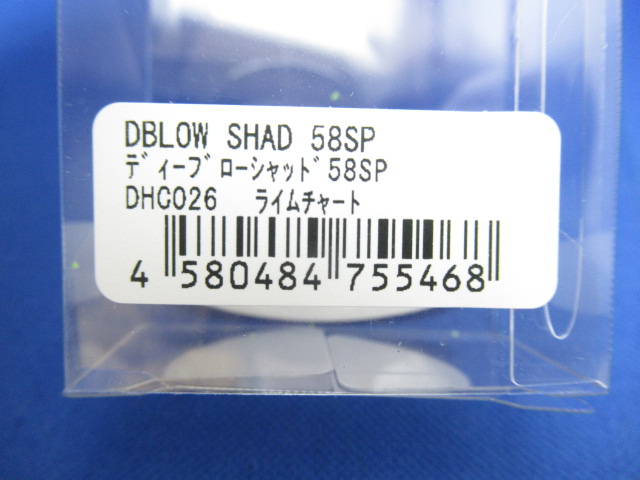 DBLOW SHAD 58SP
ﾃﾞｨｰﾌﾞﾛｰｼｬｯﾄﾞ58SP
DHC026 ﾗｲﾑﾁｬｰﾄ
4 580484 755468